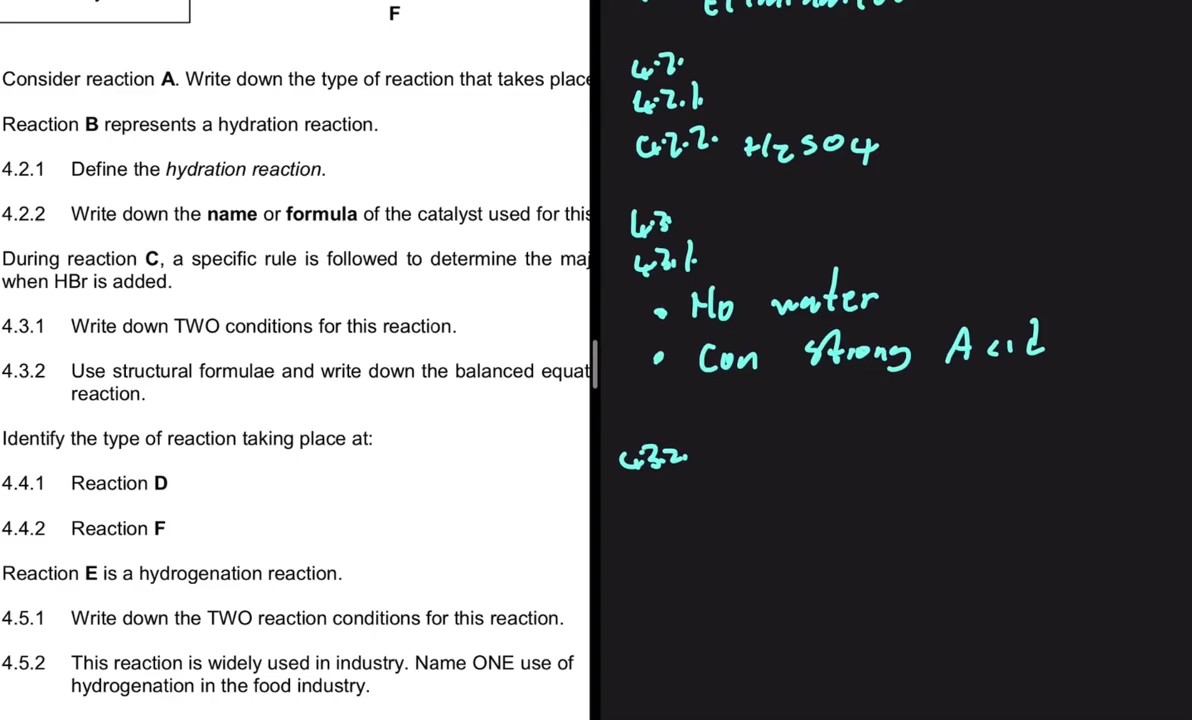 F
Consider reaction A. Write down the type of reaction that takes place
Reaction B represents a hydration reaction.
4.2.1 Define the hydration reaction.
4.2.2 Write down the name or formula of the catalyst used for this
During reaction C, a specific rule is followed to determine the maj
when HBr is added.
4.3.1 Write down TWO conditions for this reaction.
4.3.2 Use structural formulae and write down the balanced equat
reaction.
Identify the type of reaction taking place at:
4.4.1 Reaction D
4.4.2 Reaction F
Reaction E is a hydrogenation reaction.
4.5.1 Write down the TWO reaction conditions for this reaction.
4.5.2 This reaction is widely used in industry. Name ONE use of
hydrogenation in the food industry.
4.2.
4.2.1.
4.2.2. H2SO4
4.3
4.3.1.
• No water
• Con strong Acid
4.3.2.